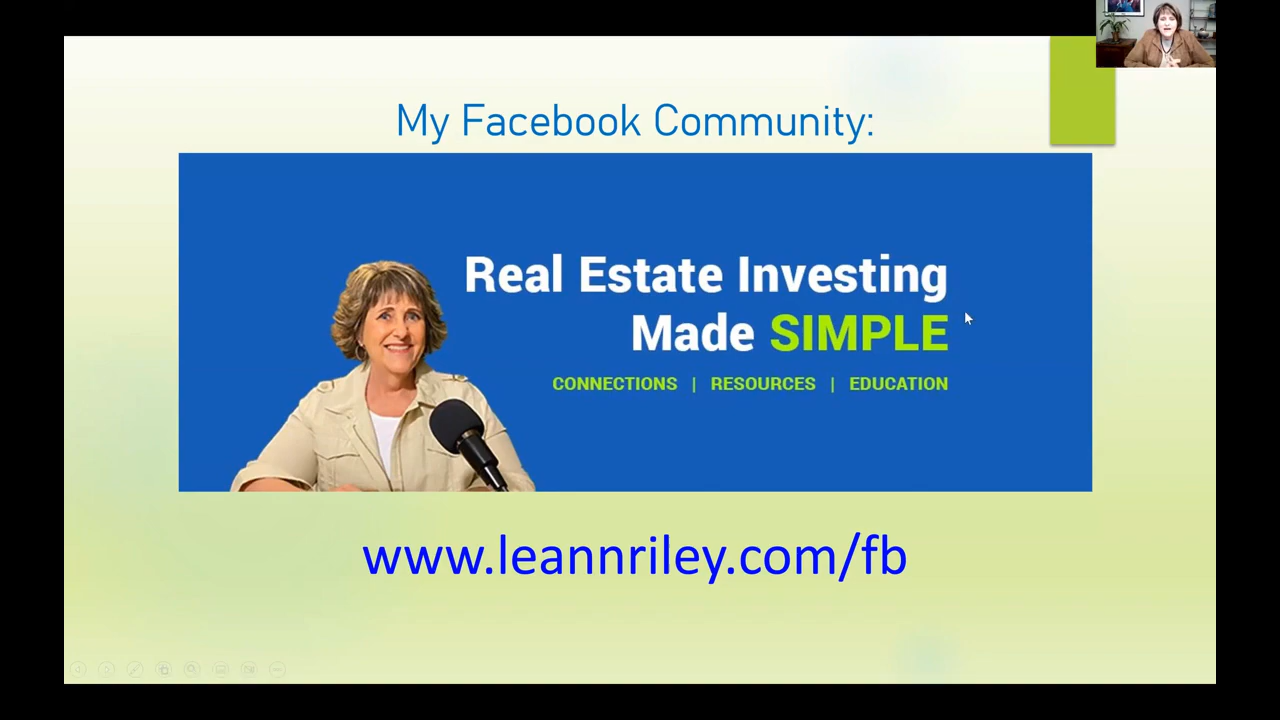 My Facebook Community:
Real Estate Investing
Made SIMPLE
CONNECTIONS | RESOURCES | EDUCATION
www.leannriley.com/fb